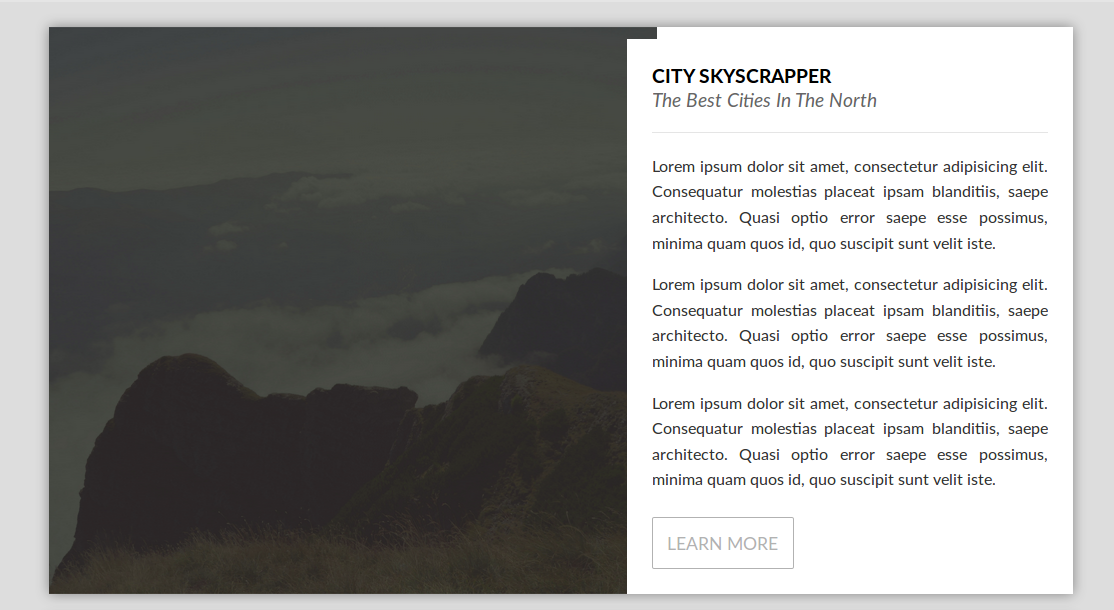 CITY SKYSCRAPPER
The Best Cities In The North
Lorem ipsum dolor sit amet, consectetur adipisicing elit.
Consequatur molestias placeat ipsam blanditiis, saepe
architecto. Quasi optio error saepe esse possimus,
minima quam quos id, quo suscipit sunt velit iste.
Lorem ipsum dolor sit amet, consectetur adipisicing elit.
Consequatur molestias placeat ipsam blanditiis, saepe
architecto. Quasi optio error saepe esse possimus,
minima quam quos id, quo suscipit sunt velit iste.
Lorem ipsum dolor sit amet, consectetur adipisicing elit.
Consequatur molestias placeat ipsam blanditiis, saepe
architecto. Quasi optio error saepe esse possimus,
minima quam quos id, quo suscipit sunt velit iste.
LEARN MORE